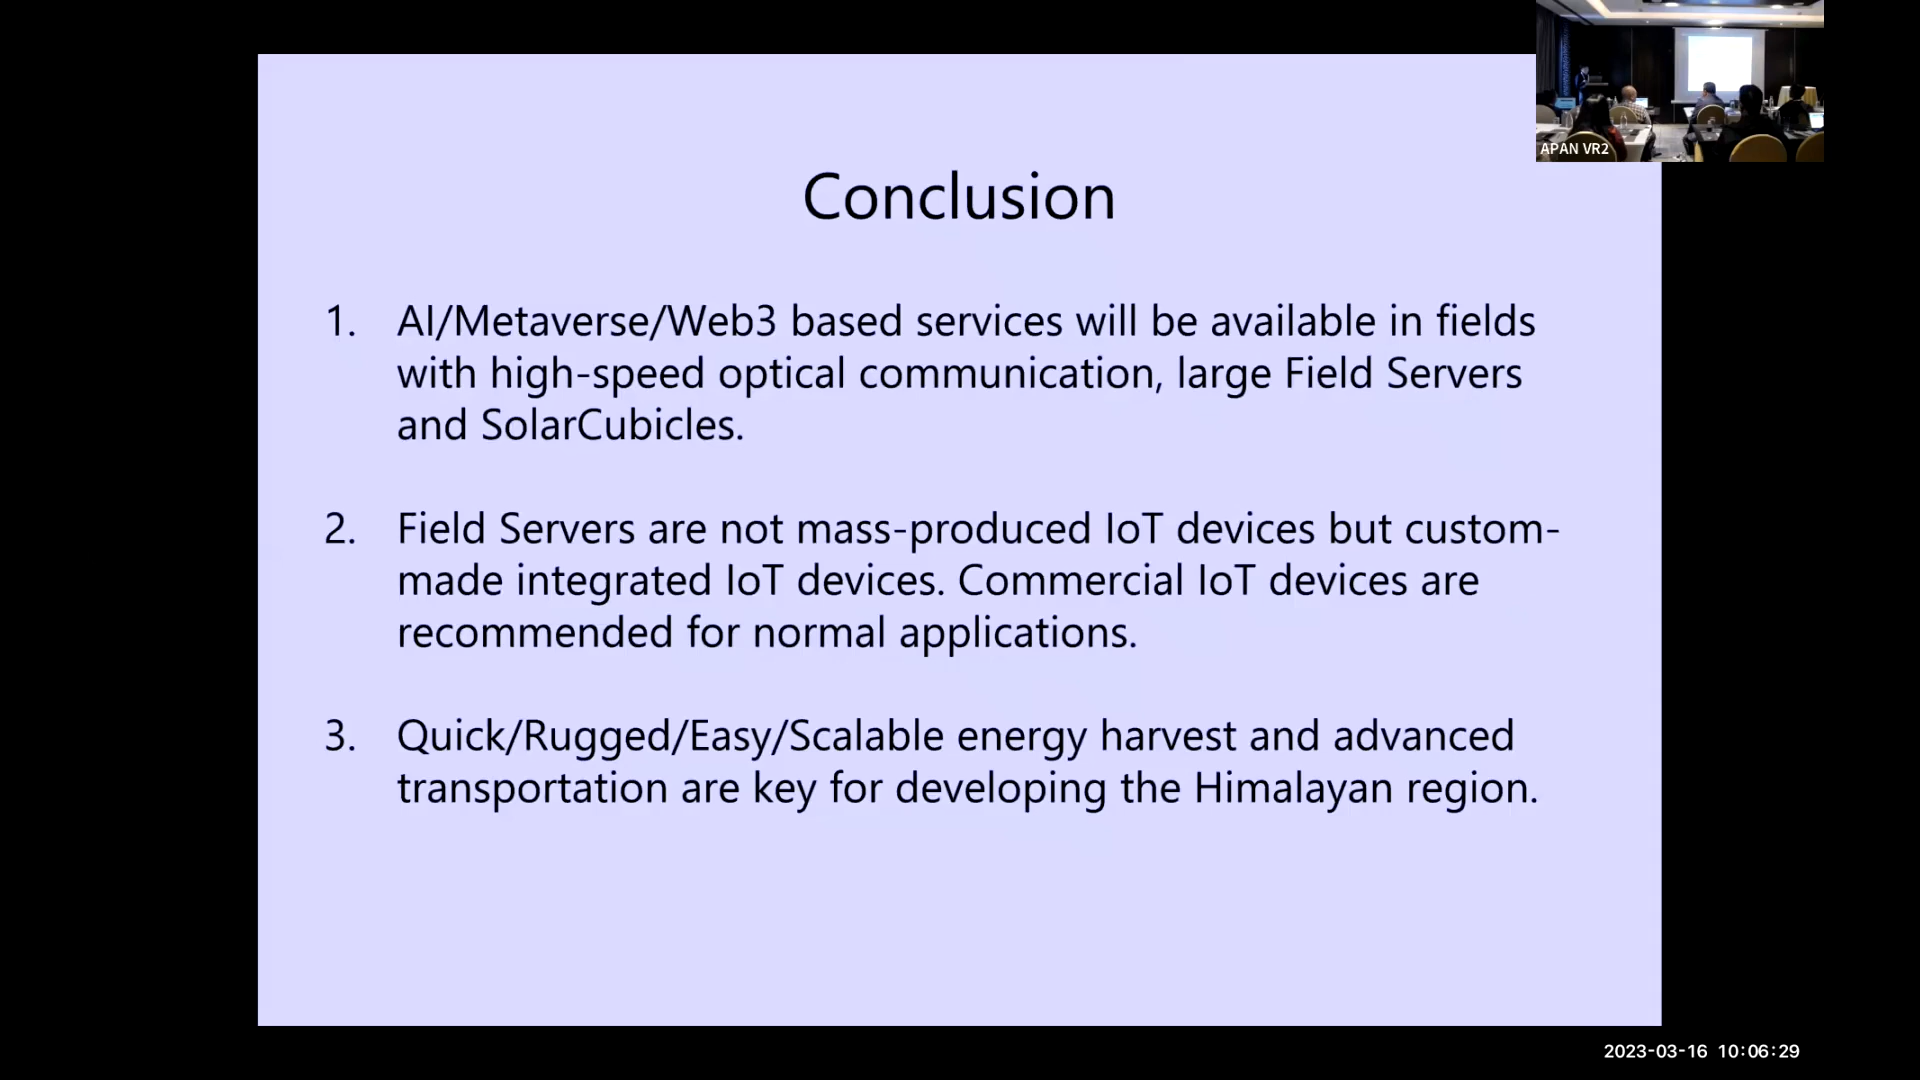 APAN VR2
Conclusion
1. AI/Metaverse/Web3 based services will be available in fields
with high-speed optical communication, large Field Servers
and SolarCubicles.
2. Field Servers are not mass-produced IoT devices but custom-
made integrated IoT devices. Commercial IoT devices are
recommended for normal applications.
3. Quick/Rugged/Easy/Scalable energy harvest and advanced
transportation are key for developing the Himalayan region.
2023-03-16 10:06:29